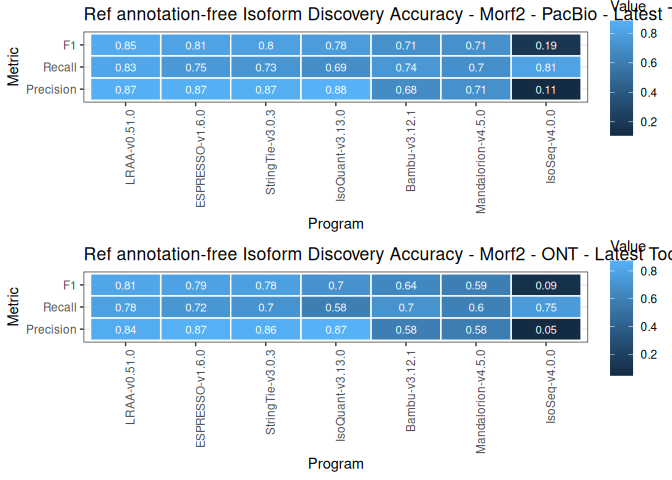 Ref annotation-free Isoform Discovery Accuracy - Morf2 - PacBio - Latest T
Value
F1 0.85 0.81 0.8 0.78 0.71 0.71 0.19
Recall 0.83 0.75 0.73 0.69 0.74 0.7 0.81
Precision 0.87 0.87 0.87 0.88 0.68 0.71 0.11
Metric
0.8
0.6
0.4
0.2
LRAA-v0.51.0
ESPRESSO-v1.6.0
StringTie-v3.0.3
IsoQuant-v3.13.0
Bambu-v3.12.1
Mandalorion-v4.5.0
IsoSeq-v4.0.0
Program
Ref annotation-free Isoform Discovery Accuracy - Morf2 - ONT - Latest Too
Value
F1 0.81 0.79 0.78 0.7 0.64 0.59 0.09
Recall 0.78 0.72 0.7 0.58 0.7 0.6 0.75
Precision 0.84 0.87 0.86 0.87 0.58 0.58 0.05
Metric
0.8
0.6
0.4
0.2
LRAA-v0.51.0
ESPRESSO-v1.6.0
StringTie-v3.0.3
IsoQuant-v3.13.0
Bambu-v3.12.1
Mandalorion-v4.5.0
IsoSeq-v4.0.0
Program